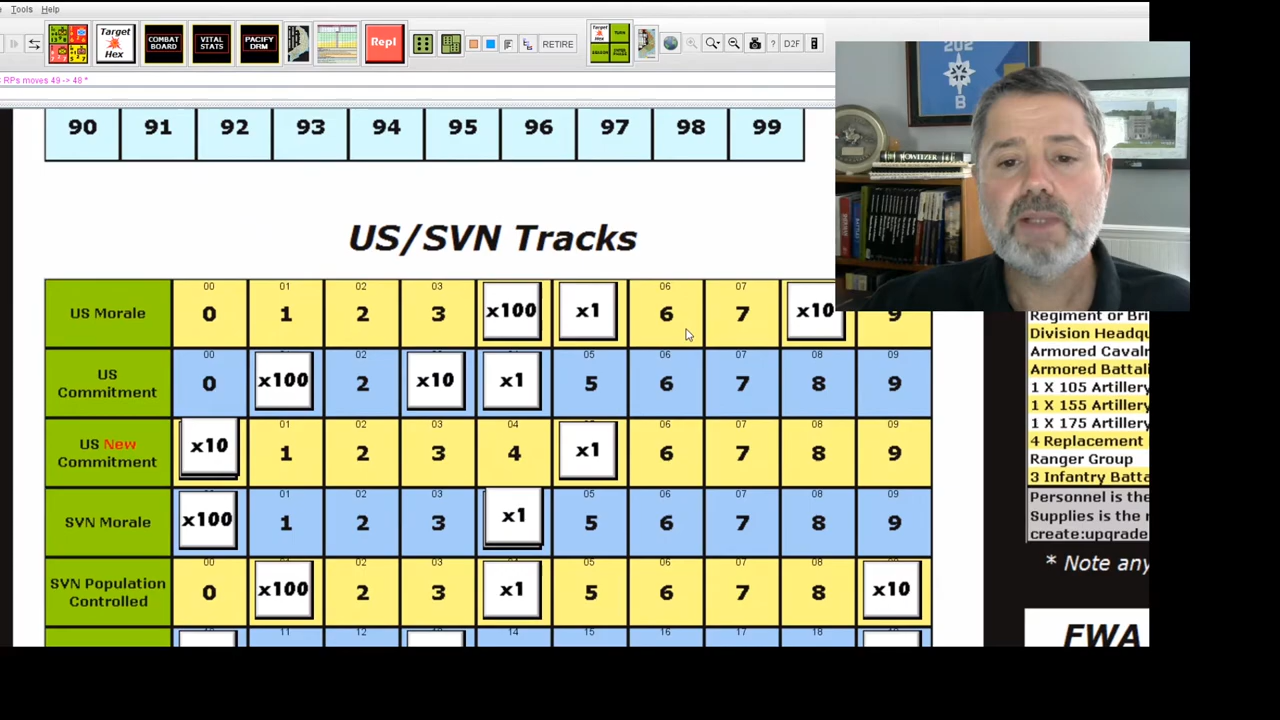 Tools Help
Target Hex COMBAT BOARD VITAL STATS PACIFY DRM Repl RETIRE ? D2F
RPs moves 49 -> 48 *
90 91 92 93 94 95 96 97 98 99
US/SVN Tracks
00 01 02 03 06 07
US Morale 0 1 2 3 x100 x1 6 7 x10 9
00 02 05 06 07 08 09
US Commitment 0 x100 2 x10 x1 5 6 7 8 9
01 02 03 04 06 07 08 09
US New Commitment x10 1 2 3 4 x1 6 7 8 9
01 02 03 05 06 07 08 09
SVN Morale x100 1 2 3 x1 5 6 7 8 9
00 02 03 05 06 07 08
SVN Population Controlled 0 x100 2 3 x1 5 6 7 8 x10
11 12 14 15 16 17 18
Regiment or Bri
Division Headqu
Armored Cavalr
Armored Battali
1 X 105 Artillery
1 X 155 Artillery
1 X 175 Artillery
4 Replacement
Ranger Group
3 Infantry Batta
Personnel is the
Supplies is the r
create:upgrade
* Note any
FWA
202
B
HOWITZER